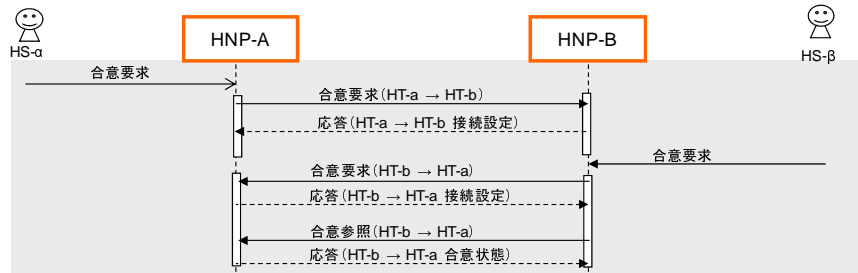 HS-α
HNP-A
HNP-B
HS-β
合意要求
合意要求(HT-a → HT-b)
応答(HT-a → HT-b 接続設定)
合意要求
合意要求(HT-b → HT-a)
応答(HT-b → HT-a 接続設定)
合意参照(HT-b → HT-a)
応答(HT-b → HT-a 合意状態)